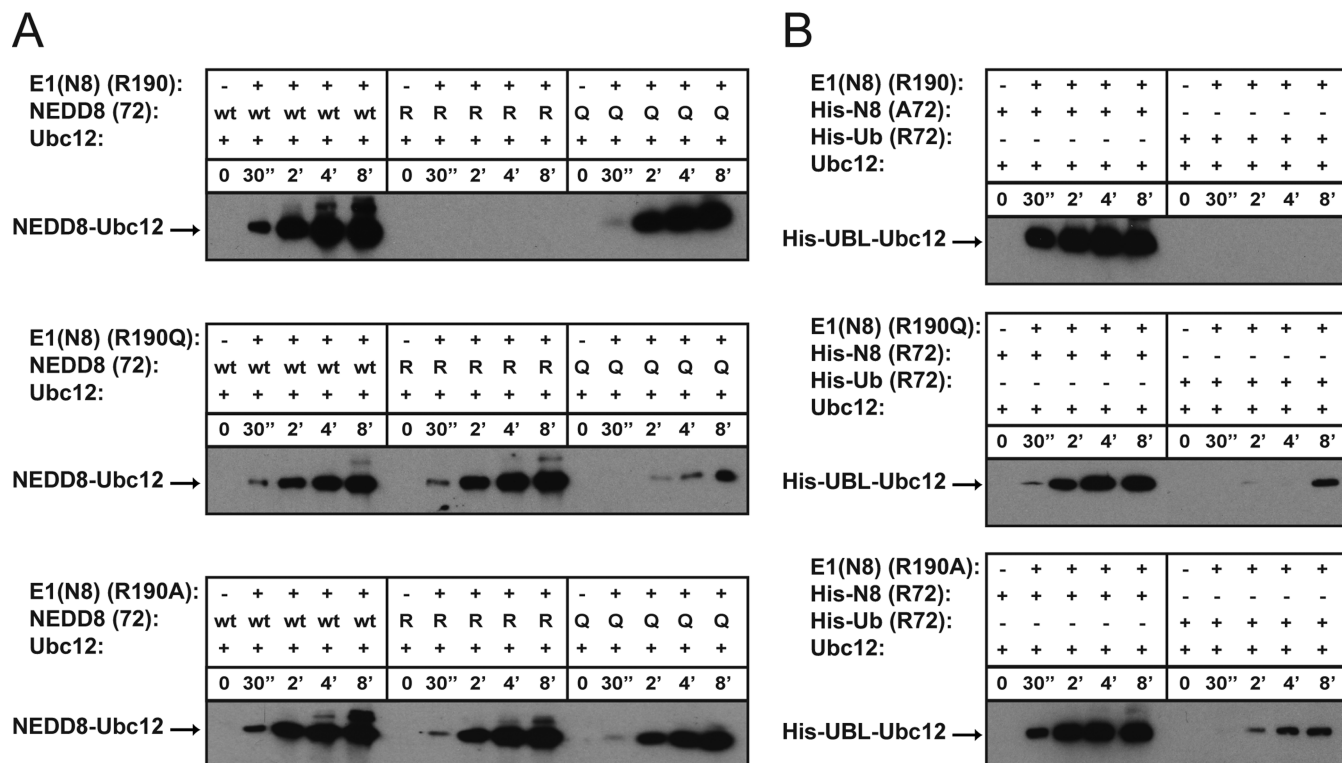 A
E1(N8) (R190): - + + + + - + + + + - + + + +
NEDD8 (72): wt wt wt wt wt R R R R R Q Q Q Q Q
Ubc12: + + + + + + + + + + + + + + +
0 30” 2’ 4’ 8’ 0 30” 2’ 4’ 8’ 0 30” 2’ 4’ 8’
NEDD8-Ubc12
E1(N8) (R190Q): - + + + + - + + + + - + + + +
NEDD8 (72): wt wt wt wt wt R R R R R Q Q Q Q Q
Ubc12: + + + + + + + + + + + + + + +
0 30” 2’ 4’ 8’ 0 30” 2’ 4’ 8’ 0 30” 2’ 4’ 8’
NEDD8-Ubc12
E1(N8) (R190A): - + + + + - + + + + - + + + +
NEDD8 (72): wt wt wt wt wt R R R R R Q Q Q Q Q
Ubc12: + + + + + + + + + + + + + + +
0 30” 2’ 4’ 8’ 0 30” 2’ 4’ 8’ 0 30” 2’ 4’ 8’
NEDD8-Ubc12
B
E1(N8) (R190): - + + + + - + + + +
His-N8 (A72): + + + + + - - - - -
His-Ub (R72): - - - - - + + + + +
Ubc12: + + + + + + + + + +
0 30” 2’ 4’ 8’ 0 30” 2’ 4’ 8’
His-UBL-Ubc12
E1(N8) (R190Q): - + + + + - + + + +
His-N8 (R72): + + + + + - - - - -
His-Ub (R72): - - - - - + + + + +
Ubc12: + + + + + + + + + +
0 30” 2’ 4’ 8’ 0 30” 2’ 4’ 8’
His-UBL-Ubc12
E1(N8) (R190A): - + + + + - + + + +
His-N8 (R72): + + + + + - - - - -
His-Ub (R72): - - - - - + + + + +
Ubc12: + + + + + + + + + +
0 30” 2’ 4’ 8’ 0 30” 2’ 4’ 8’
His-UBL-Ubc12